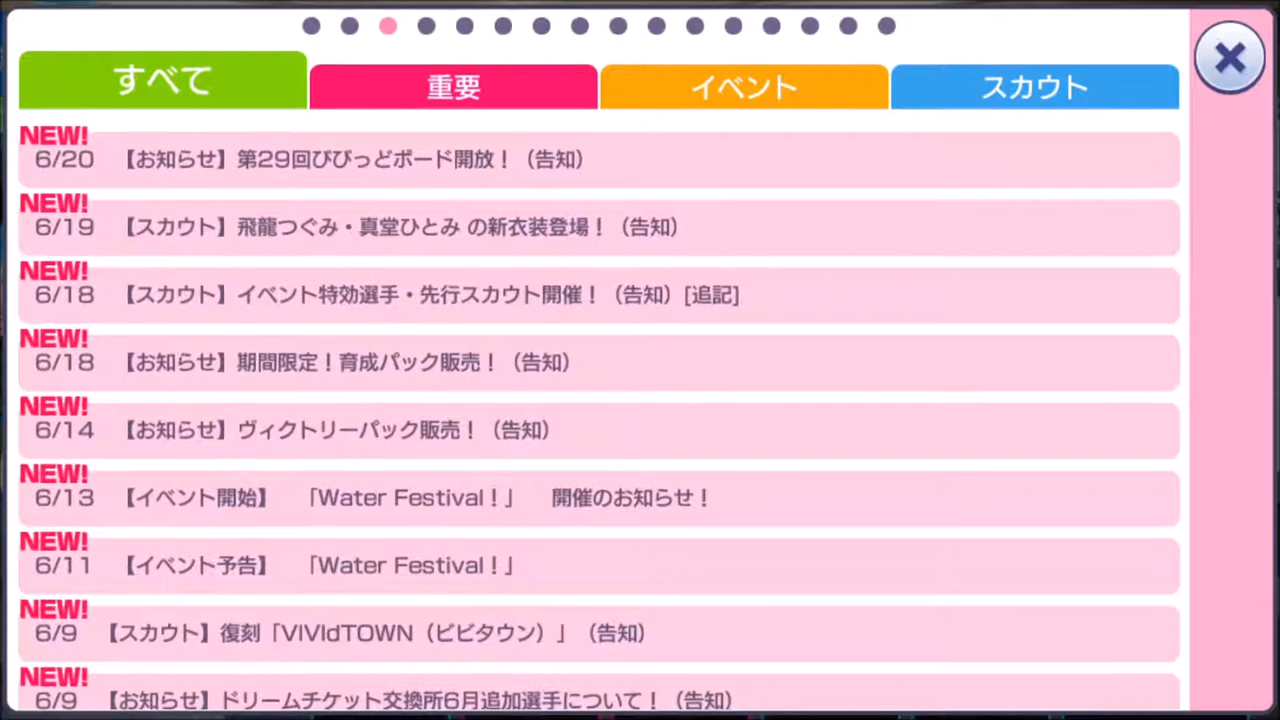 すべて
重要
イベント
スカウト
NEW!
6/20 【お知らせ】第29回びびっどボード開放！（告知）
NEW!
6/19 【スカウト】飛龍つぐみ・真堂ひとみ の新衣装登場！（告知）
NEW!
6/18 【スカウト】イベント特効選手・先行スカウト開催！（告知）[追記]
NEW!
6/18 【お知らせ】期間限定！育成パック販売！（告知）
NEW!
6/14 【お知らせ】ヴィクトリーパック販売！（告知）
NEW!
6/13 【イベント開始】 「Water Festival！」 開催のお知らせ！
NEW!
6/11 【イベント予告】 「Water Festival！」
NEW!
6/9 【スカウト】復刻「VIVIdTOWN（ビビタウン）」（告知）
NEW!
6/9 【お知らせ】ドリームチケット交換所6月追加選手について！（告知）